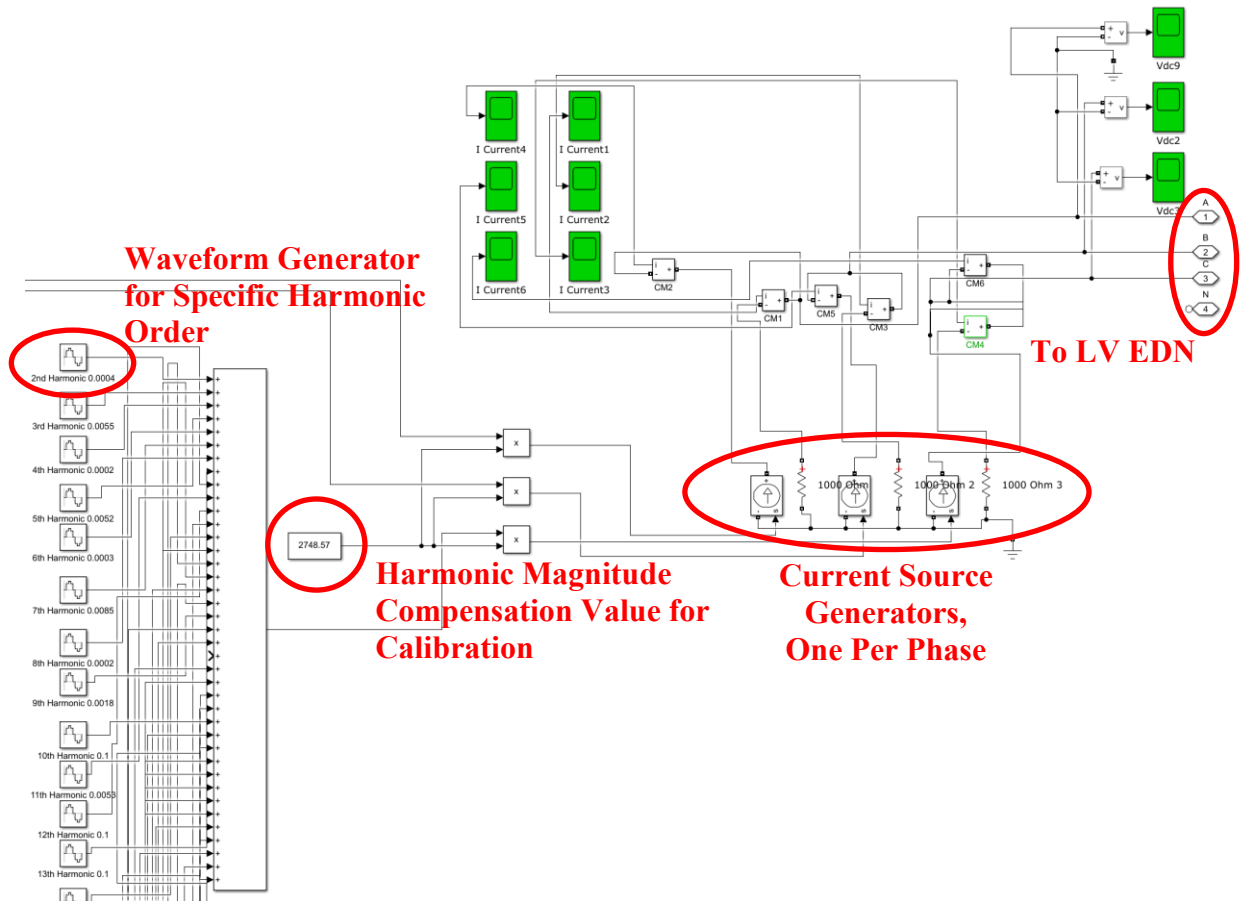 Vdc9
I Current4
I Current1
Vdc2
I Current5
I Current2
Vdc3
A
1
B
2
C
3
N
4
I Current6
I Current3
CM2
CM1
CM5
CM3
CM6
CM4
To LV EDN
Waveform Generator
for Specific Harmonic
Order
2nd Harmonic 0.0004
3rd Harmonic 0.0055
4th Harmonic 0.0002
5th Harmonic 0.0052
6th Harmonic 0.0003
7th Harmonic 0.0085
8th Harmonic 0.0002
9th Harmonic 0.0018
10th Harmonic 0.1
11th Harmonic 0.0053
12th Harmonic 0.1
13th Harmonic 0.1
2748.57
Harmonic Magnitude
Compensation Value for
Calibration
x
x
x
1000 Ohm
1000 Ohm 2
1000 Ohm 3
Current Source
Generators,
One Per Phase